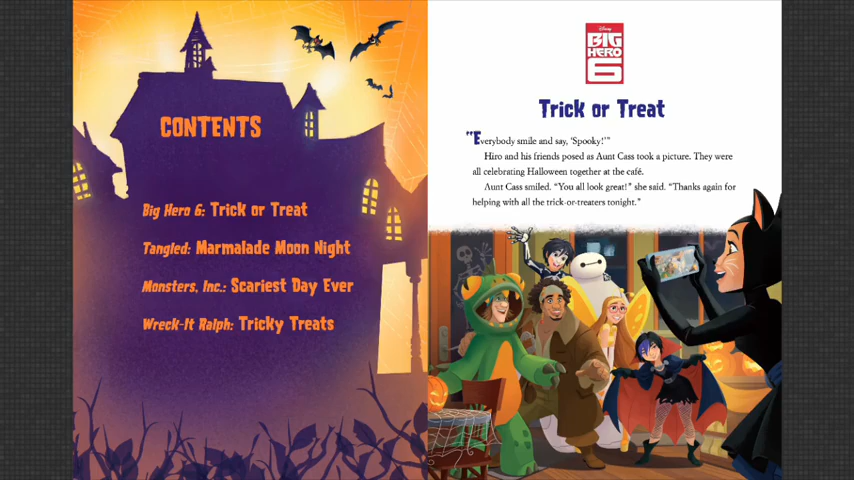 CONTENTS
Big Hero 6: Trick or Treat
Tangled: Marmalade Moon Night
Monsters, Inc.: Scariest Day Ever
Wreck-It Ralph: Tricky Treats
Disney
BIG
HERO
6
Trick or Treat
"Everybody smile and say, ‘Spooky!’"
Hiro and his friends posed as Aunt Cass took a picture. They were
all celebrating Halloween together at the café.
Aunt Cass smiled. "You all look great!" she said. "Thanks again for
helping with all the trick-or-treaters tonight."